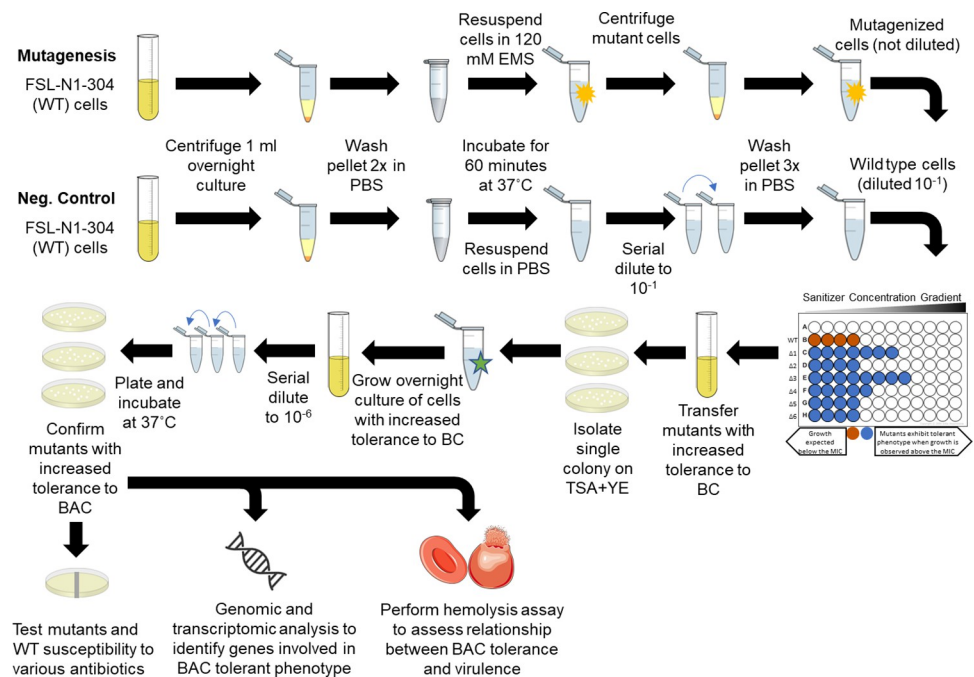 Mutagenesis
FSL-N1-304
(WT) cells
Resuspend
cells in 120
mM EMS
Centrifuge
mutant cells
Mutagenized
cells (not diluted)
Centrifuge 1 ml
overnight
culture
Wash
pellet 2x in
PBS
Incubate for
60 minutes
at 37˚C
Wash
pellet 3x
in PBS
Wild type cells
(diluted 10-1)
Neg. Control
FSL-N1-304
(WT) cells
Resuspend
cells in PBS
Serial
dilute to
10-1
Sanitizer Concentration Gradient
A
WT B
Δ1 C
Δ2 D
Δ3 E
Δ4 F
Δ5 G
Δ6 H
Growth
expected
below the MIC
Mutants exhibit tolerant
phenotype when growth is
observed above the MIC
Transfer
mutants with
increased
tolerance to
BC
Isolate
single
colony on
TSA+YE
Grow overnight
culture of cells
with increased
tolerance to BC
Serial
dilute to
10-6
Plate and
incubate
at 37˚C
Confirm
mutants with
increased
tolerance to
BAC
Test mutants and
WT susceptibility to
various antibiotics
Genomic and
transcriptomic analysis to
identify genes involved in
BAC tolerant phenotype
Perform hemolysis assay
to assess relationship
between BAC tolerance
and virulence